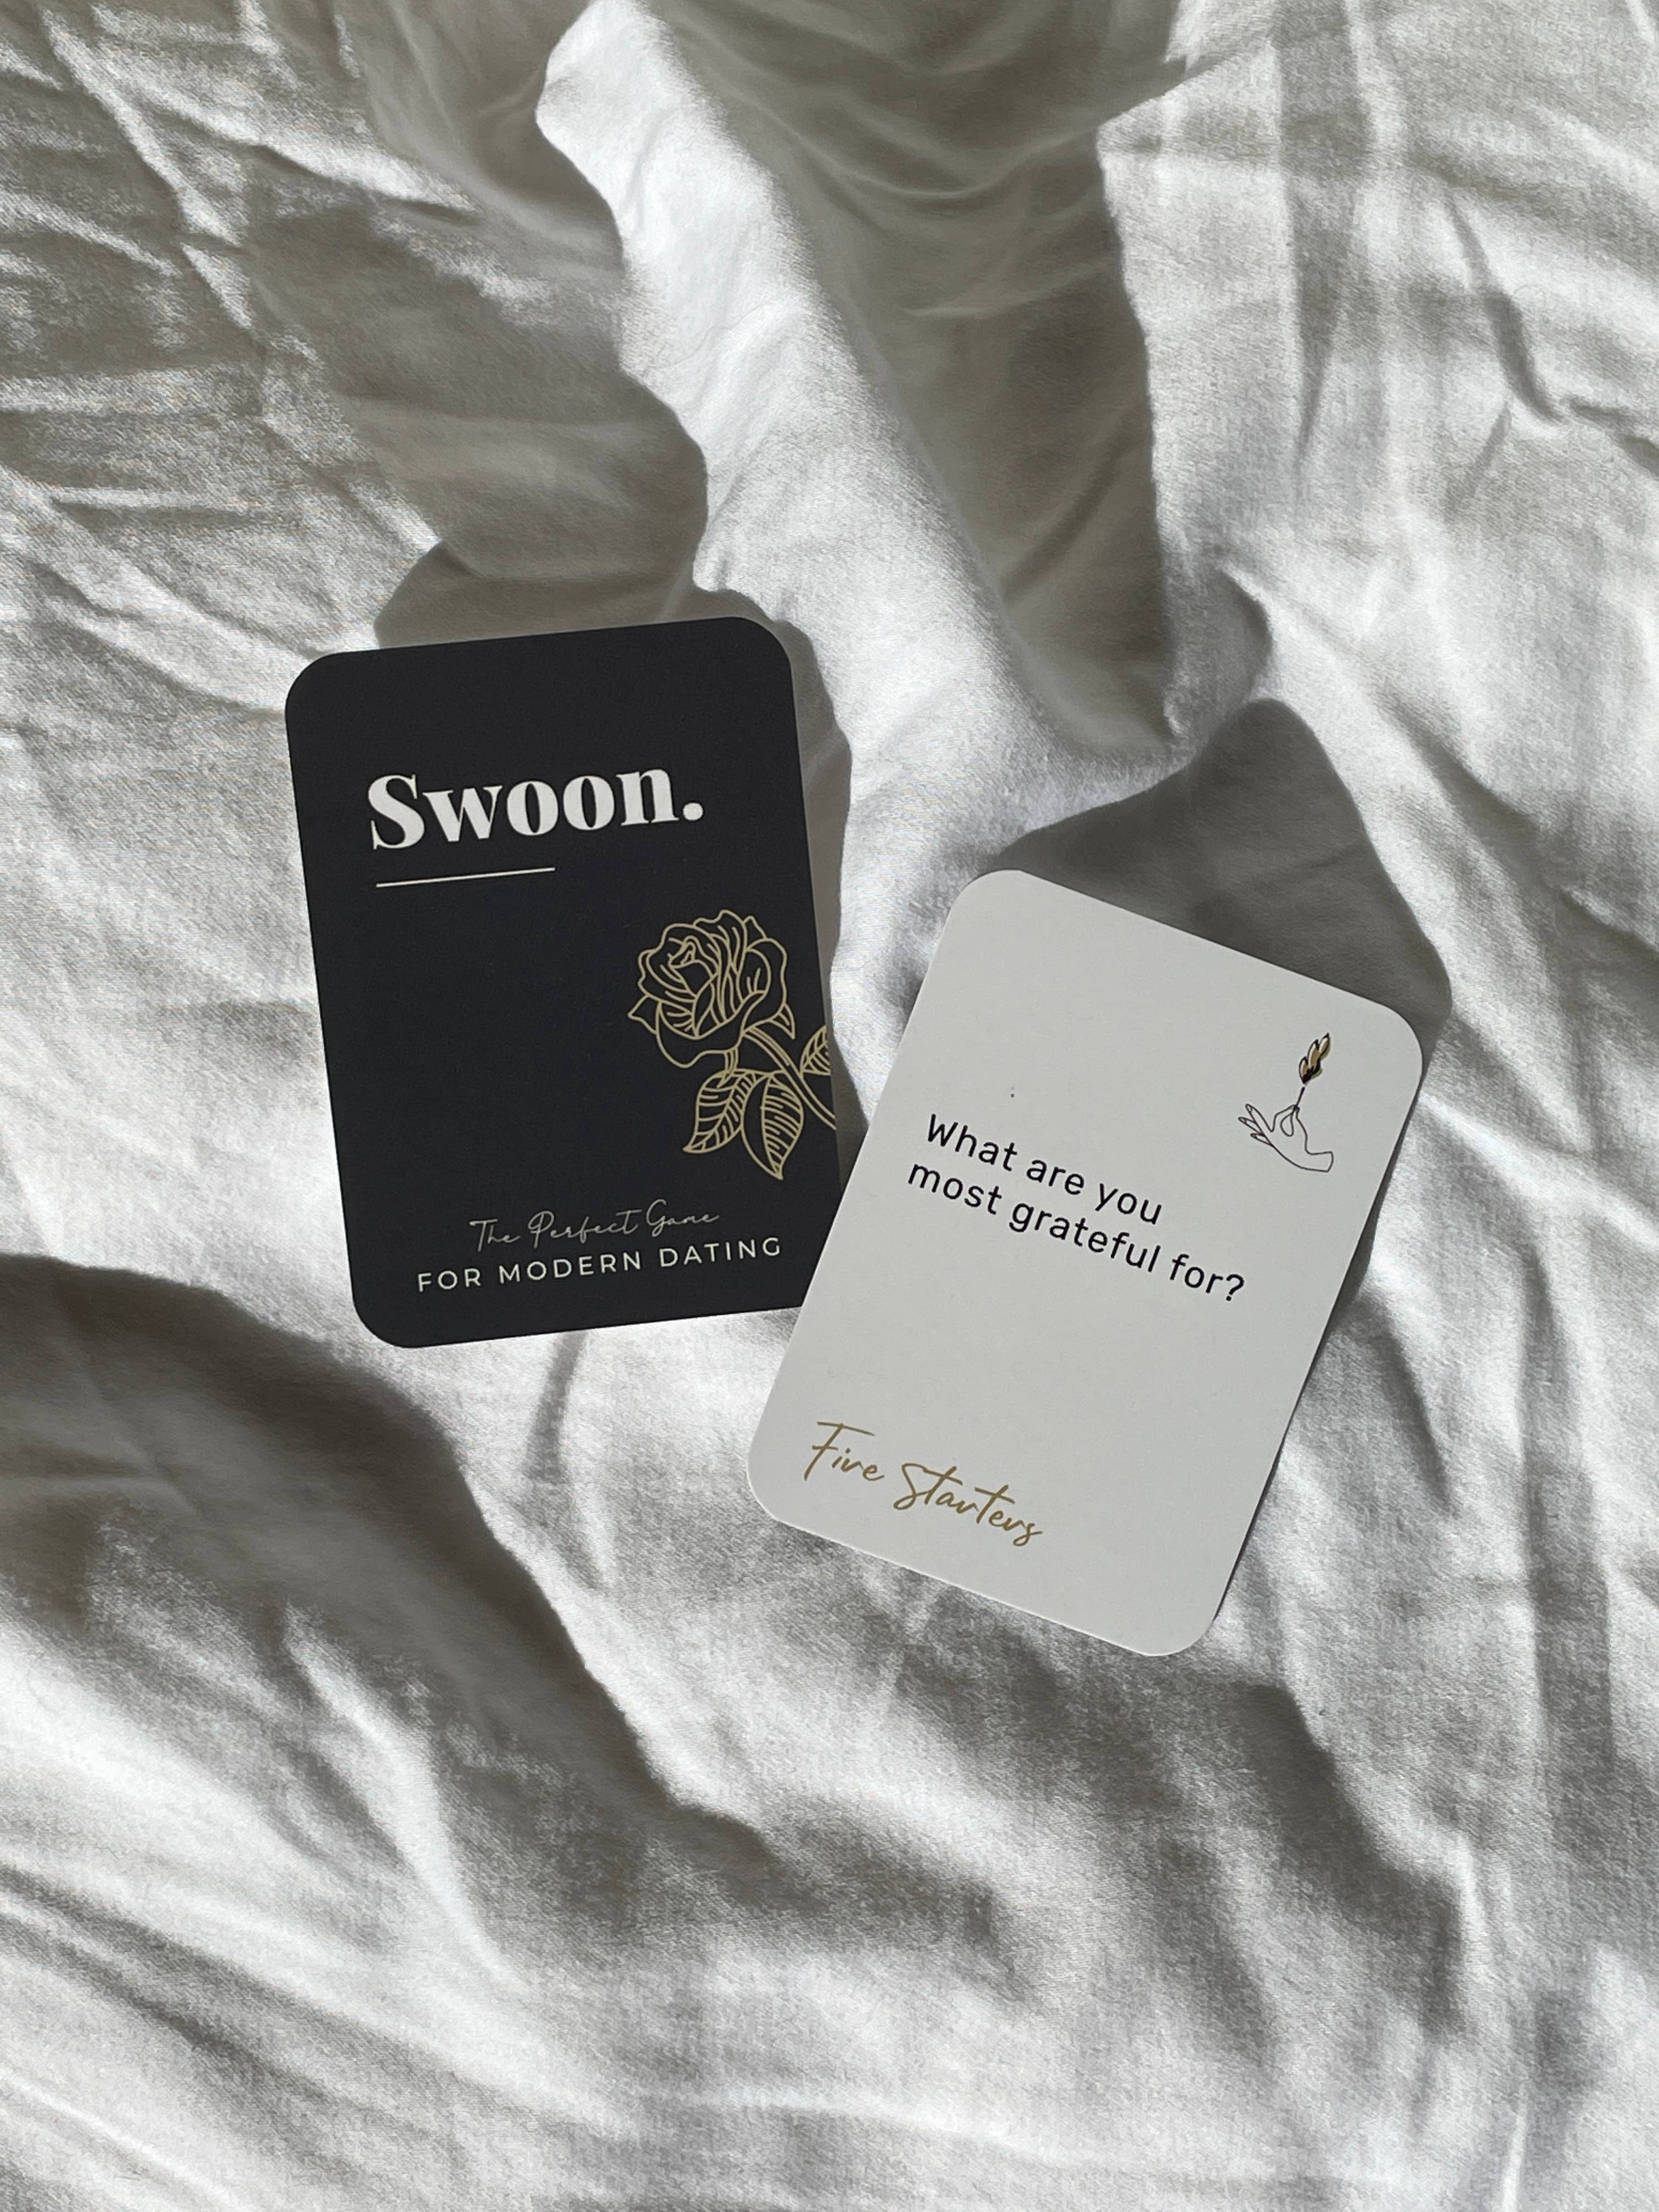 Swoon.
The Perfect Game
FOR MODERN DATING
What are you
most grateful for?
Fire Starters